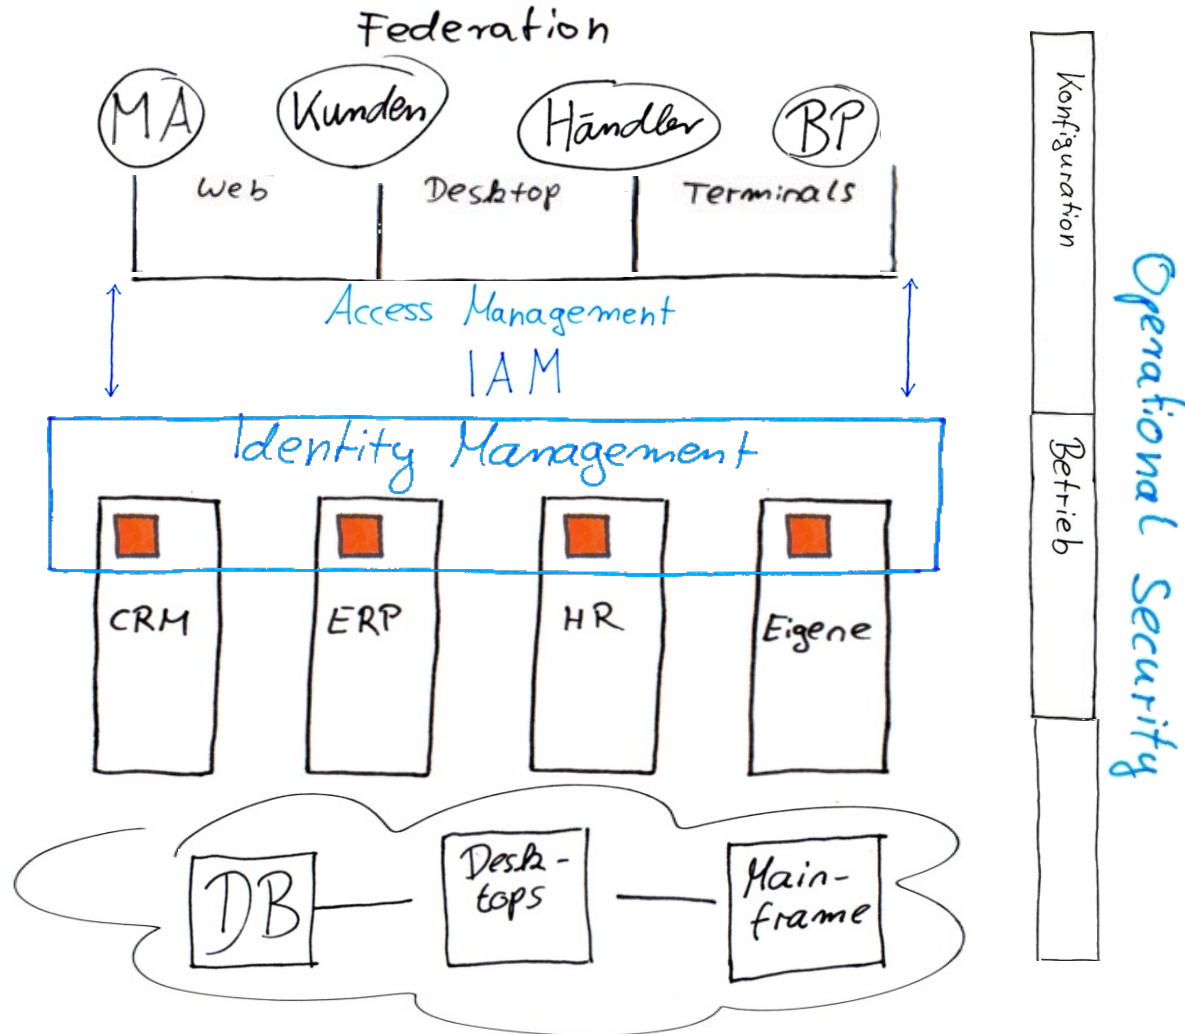 Federation
MA
Kunden
Händler
BP
Web
Desktop
Terminals
Access Management
IAM
Identity Management
CRM
ERP
HR
Eigene
DB
Desk-
tops
Main-
frame
Konfiguration
Betrieb
Operational Security